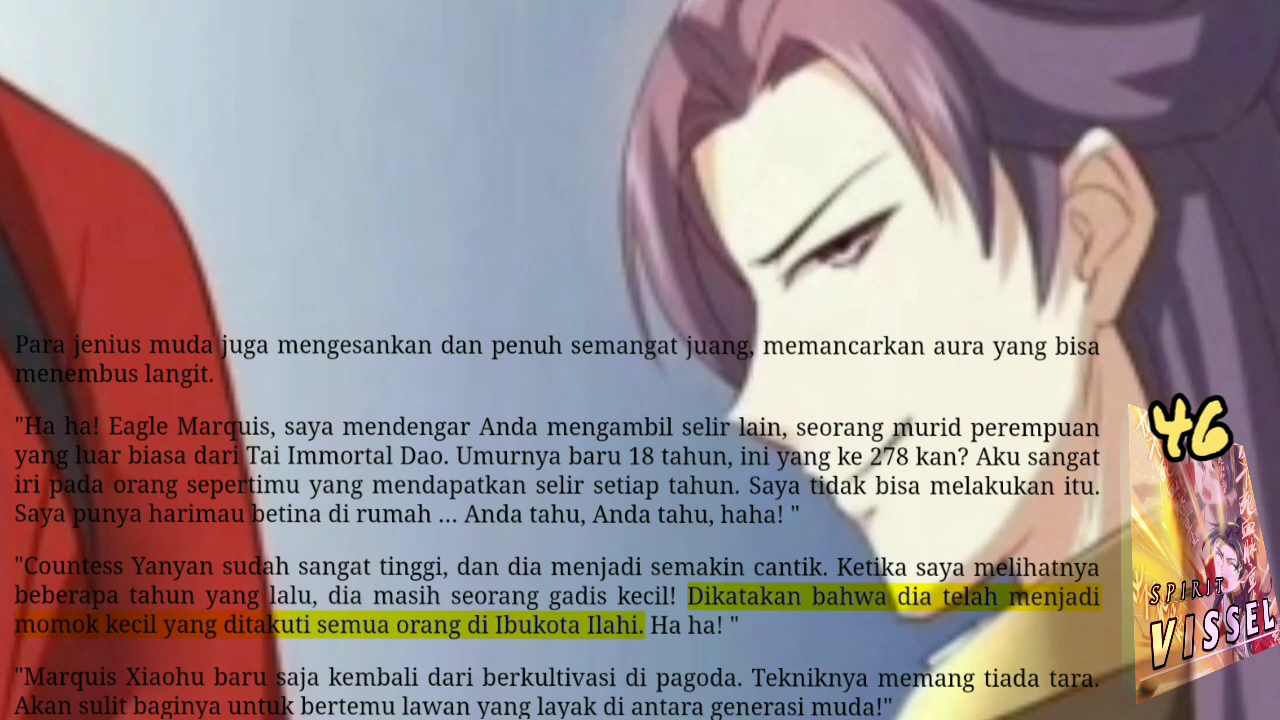 Para jenius muda juga mengesankan dan penuh semangat juang, memancarkan aura yang bisa
menembus langit.
"Ha ha! Eagle Marquis, saya mendengar Anda mengambil selir lain, seorang murid perempuan
yang luar biasa dari Tai Immortal Dao. Umurnya baru 18 tahun, ini yang ke 278 kan? Aku sangat
iri pada orang sepertimu yang mendapatkan selir setiap tahun. Saya tidak bisa melakukan itu.
Saya punya harimau betina di rumah ... Anda tahu, Anda tahu, haha! "
"Countess Yanyan sudah sangat tinggi, dan dia menjadi semakin cantik. Ketika saya melihatnya
beberapa tahun yang lalu, dia masih seorang gadis kecil! Dikatakan bahwa dia telah menjadi
momok kecil yang ditakuti semua orang di Ibukota Ilahi. Ha ha! "
"Marquis Xiaohu baru saja kembali dari berkultivasi di pagoda. Tekniknya memang tiada tara.
Akan sulit baginya untuk bertemu lawan yang layak di antara generasi muda!"
46
SPIRIT
VISSEL